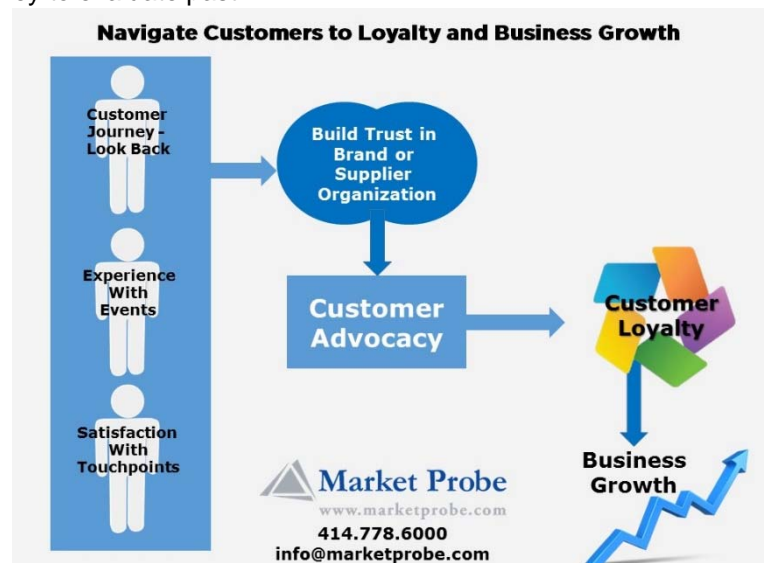 Navigate Customers to Loyalty and Business Growth
Customer
Journey -
Look Back
Experience
With
Events
Satisfaction
With
Touchpoints
Build Trust in
Brand or
Supplier
Organization
Customer
Advocacy
Customer
Loyalty
Business
Growth
Market Probe
www.marketprobe.com
414.778.6000
info@marketprobe.com